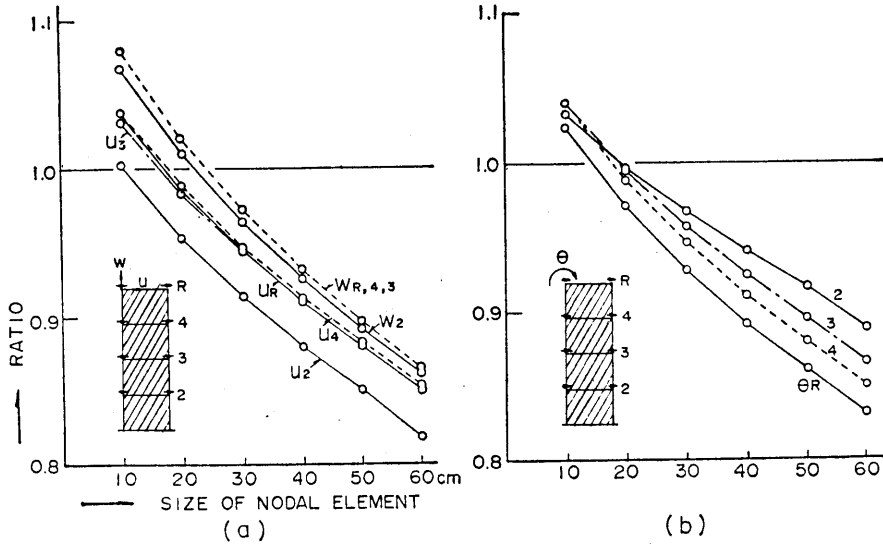 1.1
1.0
0.9
0.8
RATIO
10 20 30 40 50 60 cm
SIZE OF NODAL ELEMENT
(a)
u3
W
u
R
4
3
2
uR
u4
u2
WR,4,3
W2
1.1
1.0
0.9
0.8
10 20 30 40 50 60
(b)
θ
R
4
3
2
2
3
4
θR